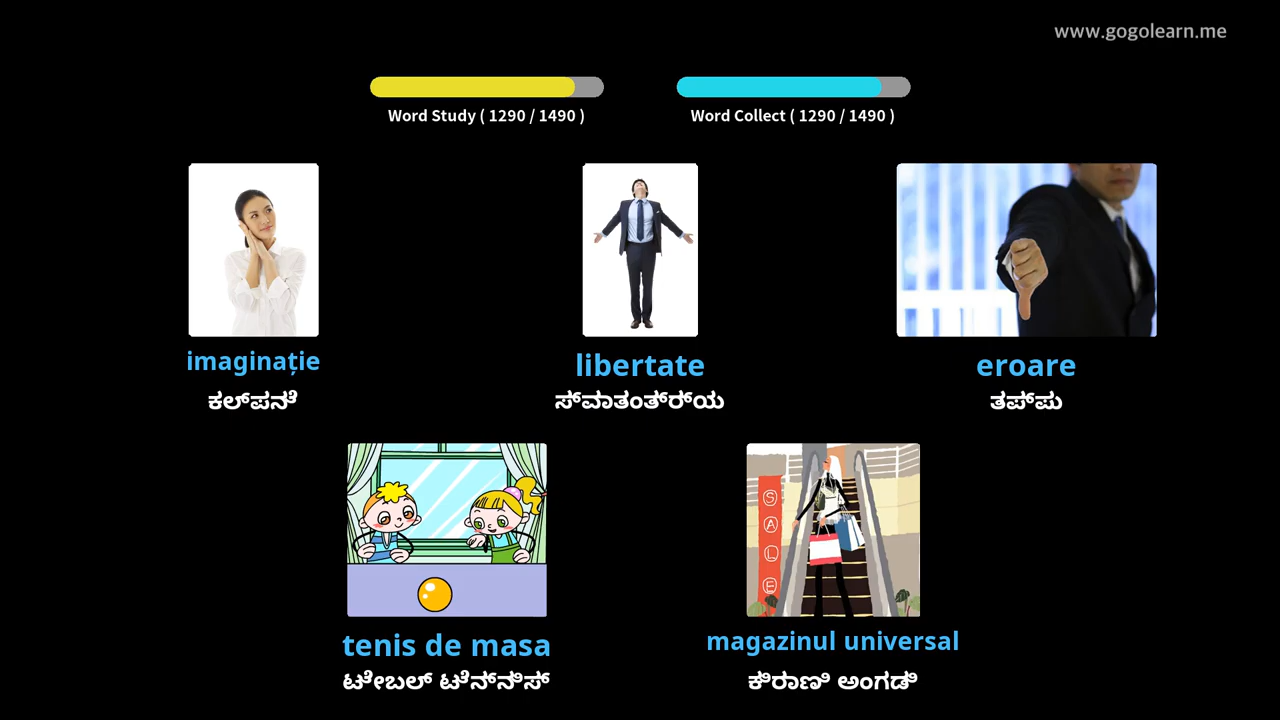 www.gogolearn.me
Word Study ( 1290 / 1490 )
Word Collect ( 1290 / 1490 )
imaginație
ಕಲ್ಪನೆ
libertate
ಸ್ವಾತಂತ್ರ್ಯ
eroare
ತಪ್ಪು
SALE
tenis de masa
ಟೇಬಲ್ ಟೆನ್ನಿಸ್
magazinul universal
ಕಿರಾಣಿ ಅಂಗಡಿ